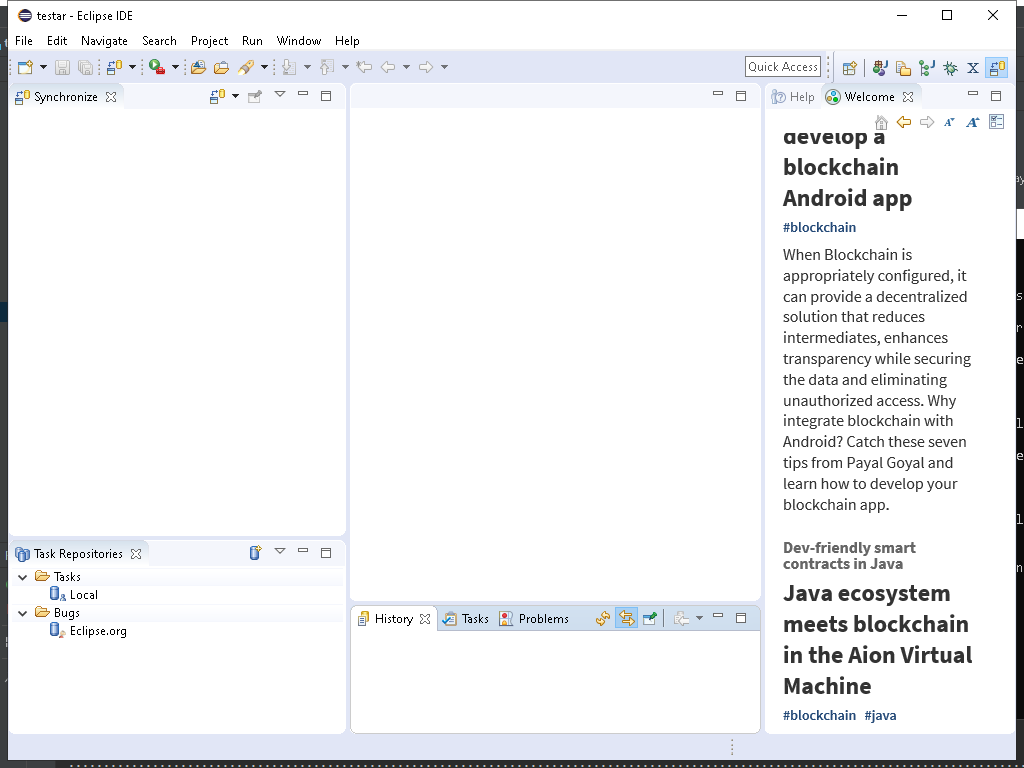 testar - Eclipse IDE
File Edit Navigate Search Project Run Window Help
Quick Access
Synchronize
Help Welcome
develop a
blockchain
Android app
#blockchain
When Blockchain is
appropriately configured, it
can provide a decentralized
solution that reduces
intermediates, enhances
transparency while securing
the data and eliminating
unauthorized access. Why
integrate blockchain with
Android? Catch these seven
tips from Payal Goyal and
learn how to develop your
blockchain app.
Dev-friendly smart
contracts in Java
Java ecosystem
meets blockchain
in the Aion Virtual
Machine
#blockchain #java
Task Repositories
Tasks
Local
Bugs
Eclipse.org
History Tasks Problems